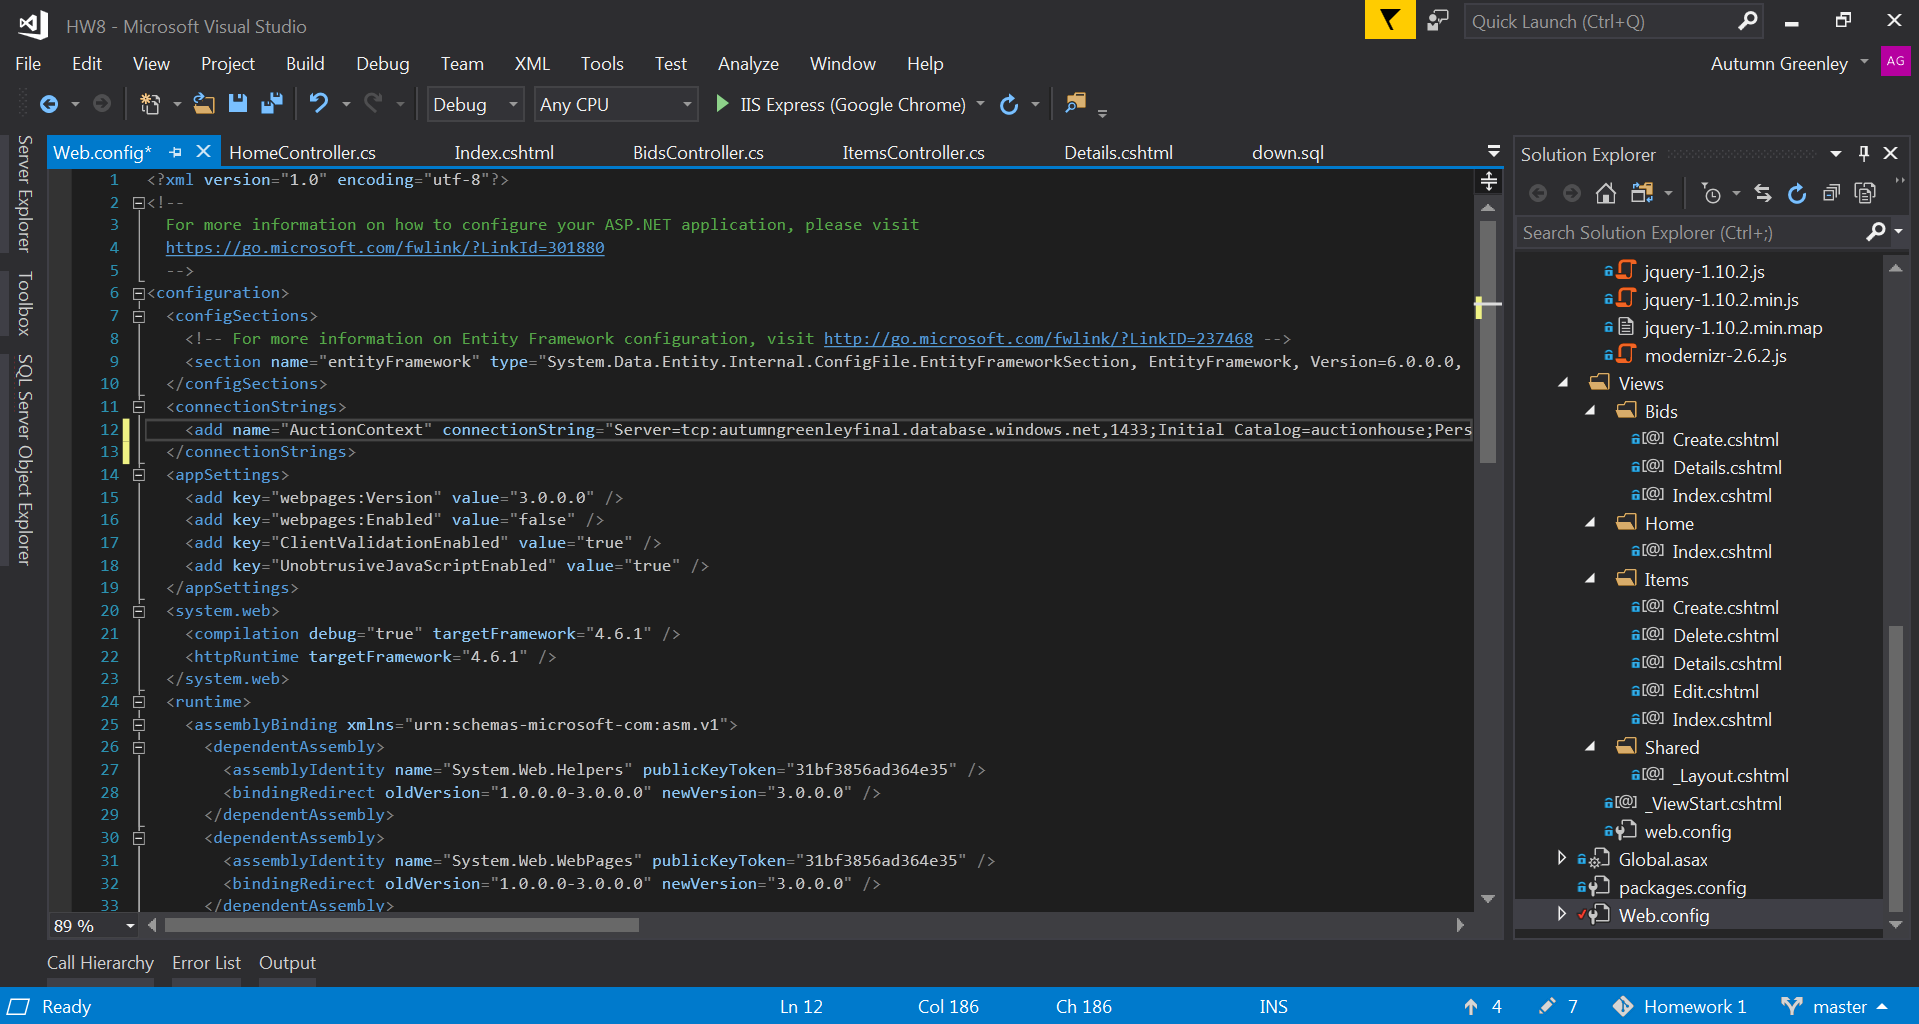 HW8 - Microsoft Visual Studio
Quick Launch (Ctrl+Q)
File Edit View Project Build Debug Team XML Tools Test Analyze Window Help
Autumn Greenley AG
Debug Any CPU IIS Express (Google Chrome)
Server Explorer
Toolbox
SQL Server Object Explorer
Web.config* HomeController.cs Index.cshtml BidsController.cs ItemsController.cs Details.cshtml down.sql
1 <?xml version="1.0" encoding="utf-8"?>
2 <!--
3 For more information on how to configure your ASP.NET application, please visit
4 https://go.microsoft.com/fwlink/?LinkId=301880
5 -->
6 <configuration>
7 <configSections>
8 <!-- For more information on Entity Framework configuration, visit http://go.microsoft.com/fwlink/?LinkID=237468 -->
9 <section name="entityFramework" type="System.Data.Entity.Internal.ConfigFile.EntityFrameworkSection, EntityFramework, Version=6.0.0.0,
10 </configSections>
11 <connectionStrings>
12 <add name="AuctionContext" connectionString="Server=tcp:autumngreenleyfinal.database.windows.net,1433;Initial Catalog=auctionhouse;Pers
13 </connectionStrings>
14 <appSettings>
15 <add key="webpages:Version" value="3.0.0.0" />
16 <add key="webpages:Enabled" value="false" />
17 <add key="ClientValidationEnabled" value="true" />
18 <add key="UnobtrusiveJavaScriptEnabled" value="true" />
19 </appSettings>
20 <system.web>
21 <compilation debug="true" targetFramework="4.6.1" />
22 <httpRuntime targetFramework="4.6.1" />
23 </system.web>
24 <runtime>
25 <assemblyBinding xmlns="urn:schemas-microsoft-com:asm.v1">
26 <dependentAssembly>
27 <assemblyIdentity name="System.Web.Helpers" publicKeyToken="31bf3856ad364e35" />
28 <bindingRedirect oldVersion="1.0.0.0-3.0.0.0" newVersion="3.0.0.0" />
29 </dependentAssembly>
30 <dependentAssembly>
31 <assemblyIdentity name="System.Web.WebPages" publicKeyToken="31bf3856ad364e35" />
32 <bindingRedirect oldVersion="1.0.0.0-3.0.0.0" newVersion="3.0.0.0" />
33 </dependentAssembly>
89 %
Solution Explorer
Search Solution Explorer (Ctrl+;)
jquery-1.10.2.js
jquery-1.10.2.min.js
jquery-1.10.2.min.map
modernizr-2.6.2.js
Views
Bids
[@] Create.cshtml
[@] Details.cshtml
[@] Index.cshtml
Home
[@] Index.cshtml
Items
[@] Create.cshtml
[@] Delete.cshtml
[@] Details.cshtml
[@] Edit.cshtml
[@] Index.cshtml
Shared
[@] _Layout.cshtml
[@] _ViewStart.cshtml
web.config
Global.asax
packages.config
Web.config
Call Hierarchy Error List Output
Ready Ln 12 Col 186 Ch 186 INS 4 7 Homework 1 master